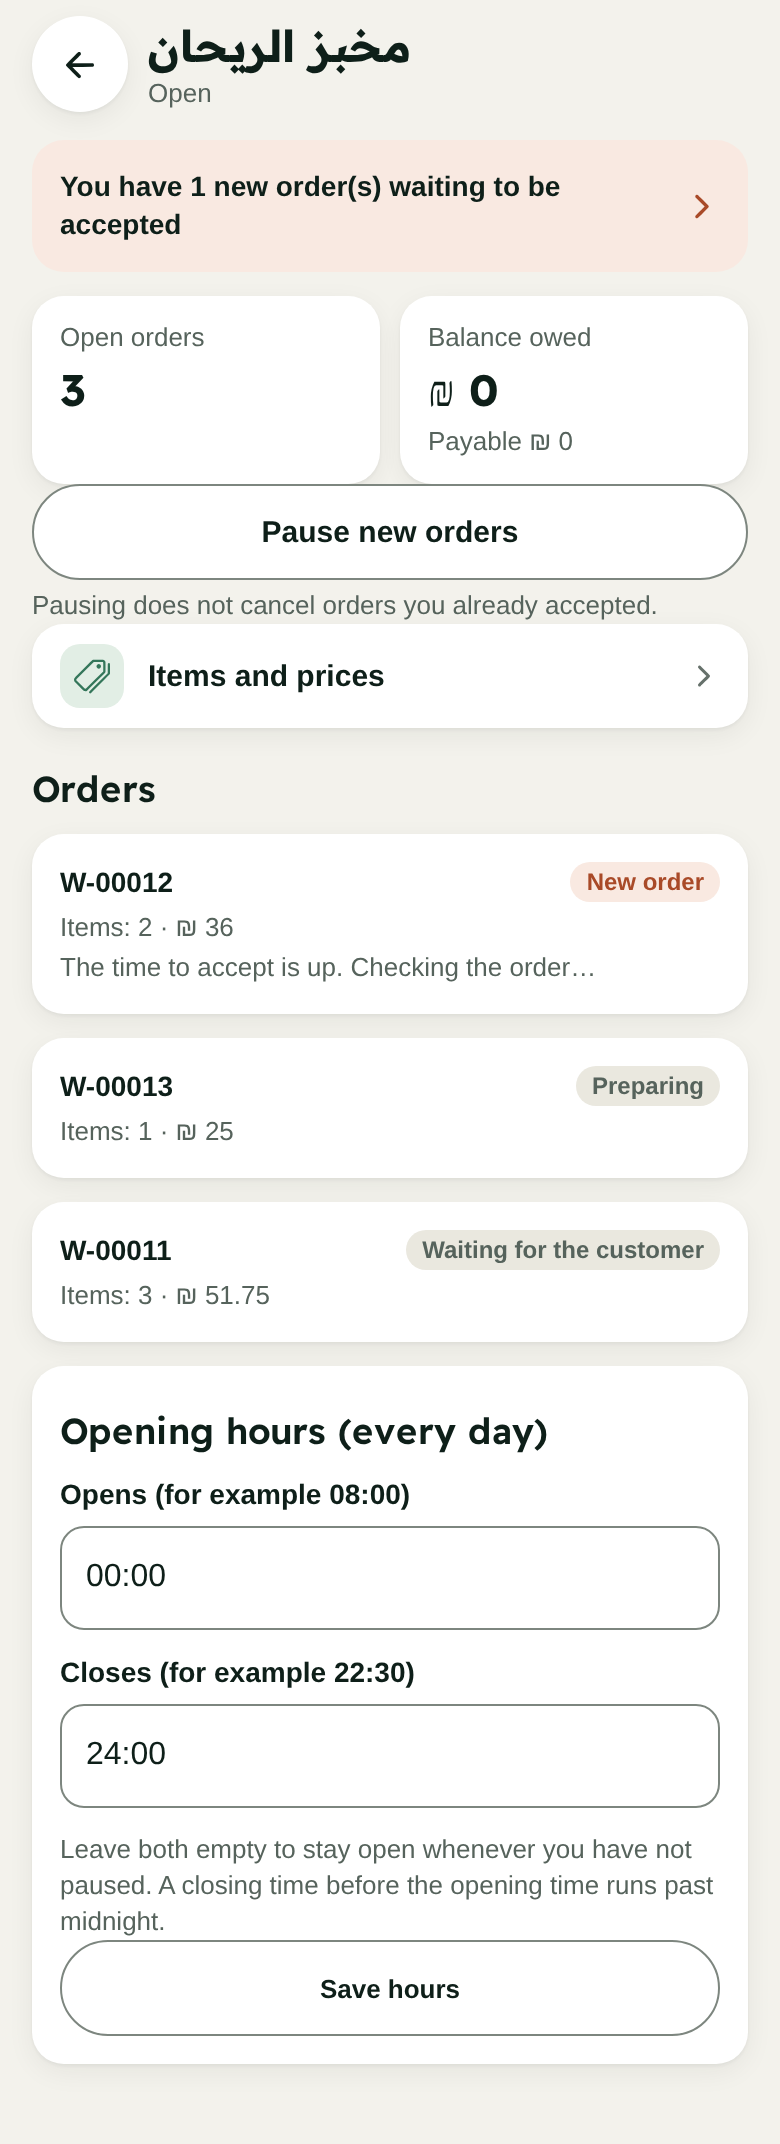 مخبز الريحان
Open
You have 1 new order(s) waiting to be
accepted
Open orders
3
Balance owed
₪ 0
Payable ₪ 0
Pause new orders
Pausing does not cancel orders you already accepted.
Items and prices
Orders
W-00012
New order
Items: 2 · ₪ 36
The time to accept is up. Checking the order…
W-00013
Preparing
Items: 1 · ₪ 25
W-00011
Waiting for the customer
Items: 3 · ₪ 51.75
Opening hours (every day)
Opens (for example 08:00)
00:00
Closes (for example 22:30)
24:00
Leave both empty to stay open whenever you have not
paused. A closing time before the opening time runs past
midnight.
Save hours